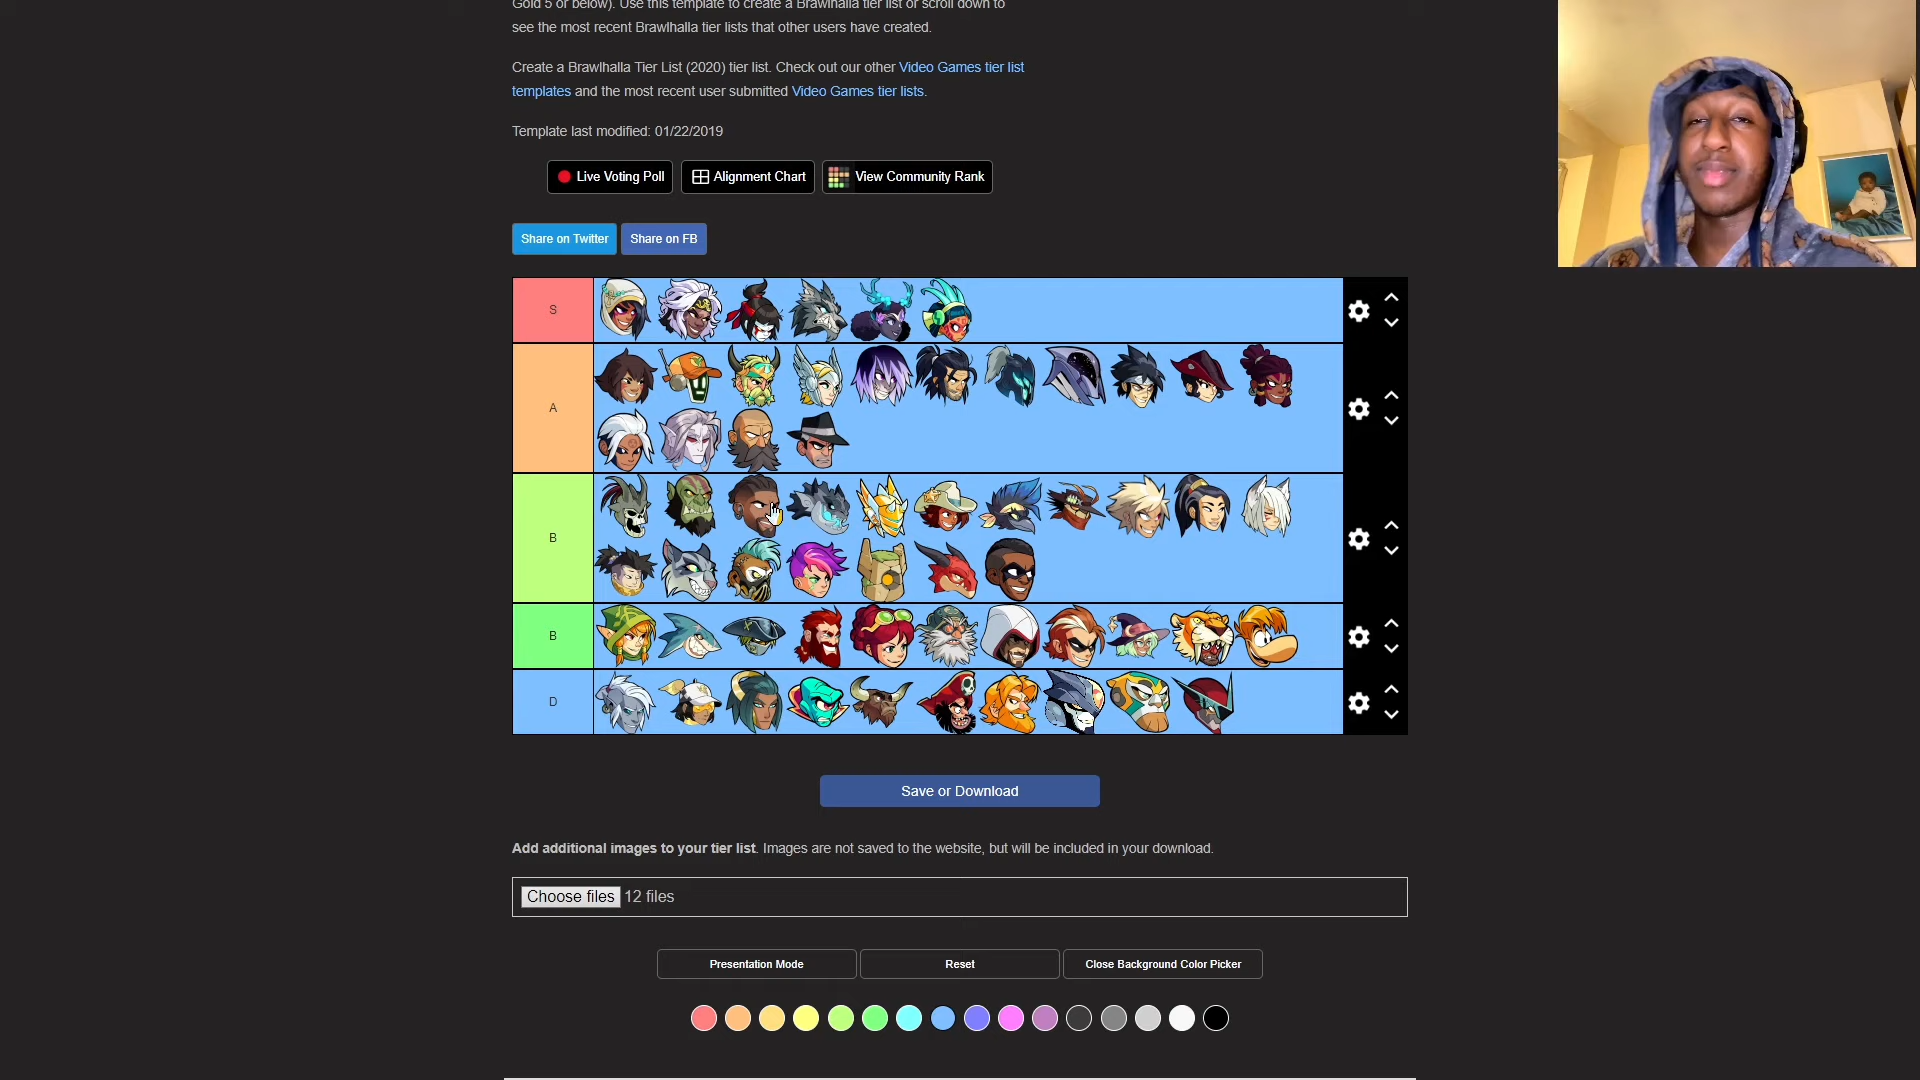 Gold 5 or below). Use this template to create a Brawlhalla tier list or scroll down to
see the most recent Brawlhalla tier lists that other users have created.
Create a Brawlhalla Tier List (2020) tier list. Check out our other Video Games tier list
templates and the most recent user submitted Video Games tier lists.
Template last modified: 01/22/2019
Live Voting Poll Alignment Chart View Community Rank
Share on Twitter Share on FB
S
A
B
B
D
Save or Download
Add additional images to your tier list. Images are not saved to the website, but will be included in your download.
Choose files 12 files
Presentation Mode Reset Close Background Color Picker